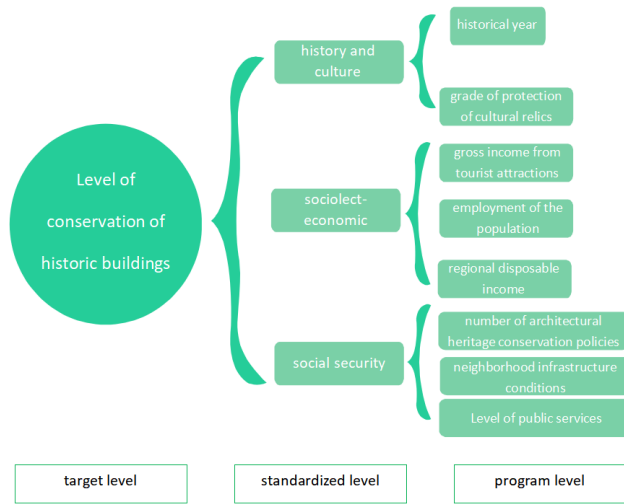 Level of
conservation of
historic buildings
history and
culture
sociolect-
economic
social security
historical year
grade of protection
of cultural relics
gross income from
tourist attractions
employment of the
population
regional disposable
income
number of architectural
heritage conservation policies
neighborhood infrastructure
conditions
Level of public services
target level
standardized level
program level